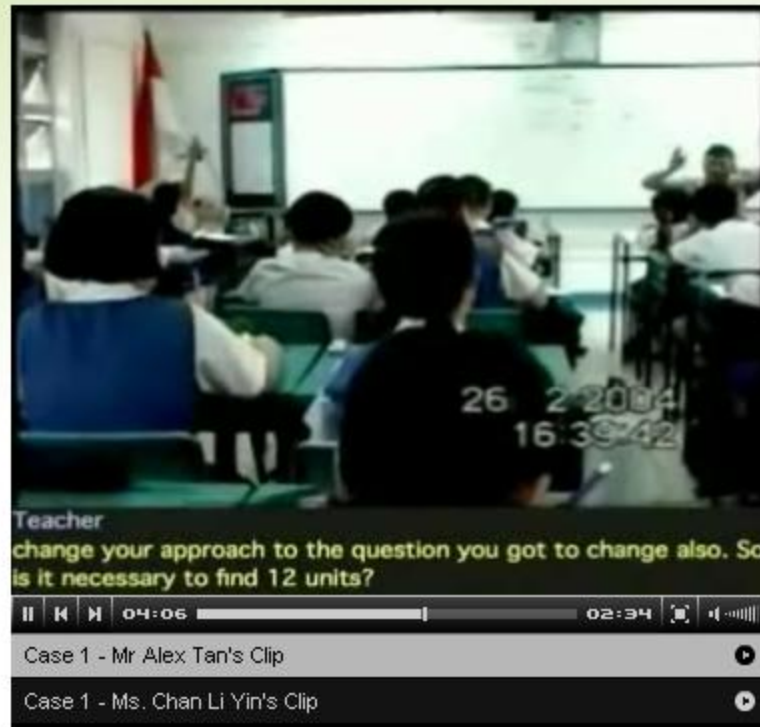 26 2 2004
16:39:42
Teacher
change your approach to the question you got to change also. So
is it necessary to find 12 units?
04:06 02:34
Case 1 - Mr Alex Tan's Clip
Case 1 - Ms. Chan Li Yin's Clip